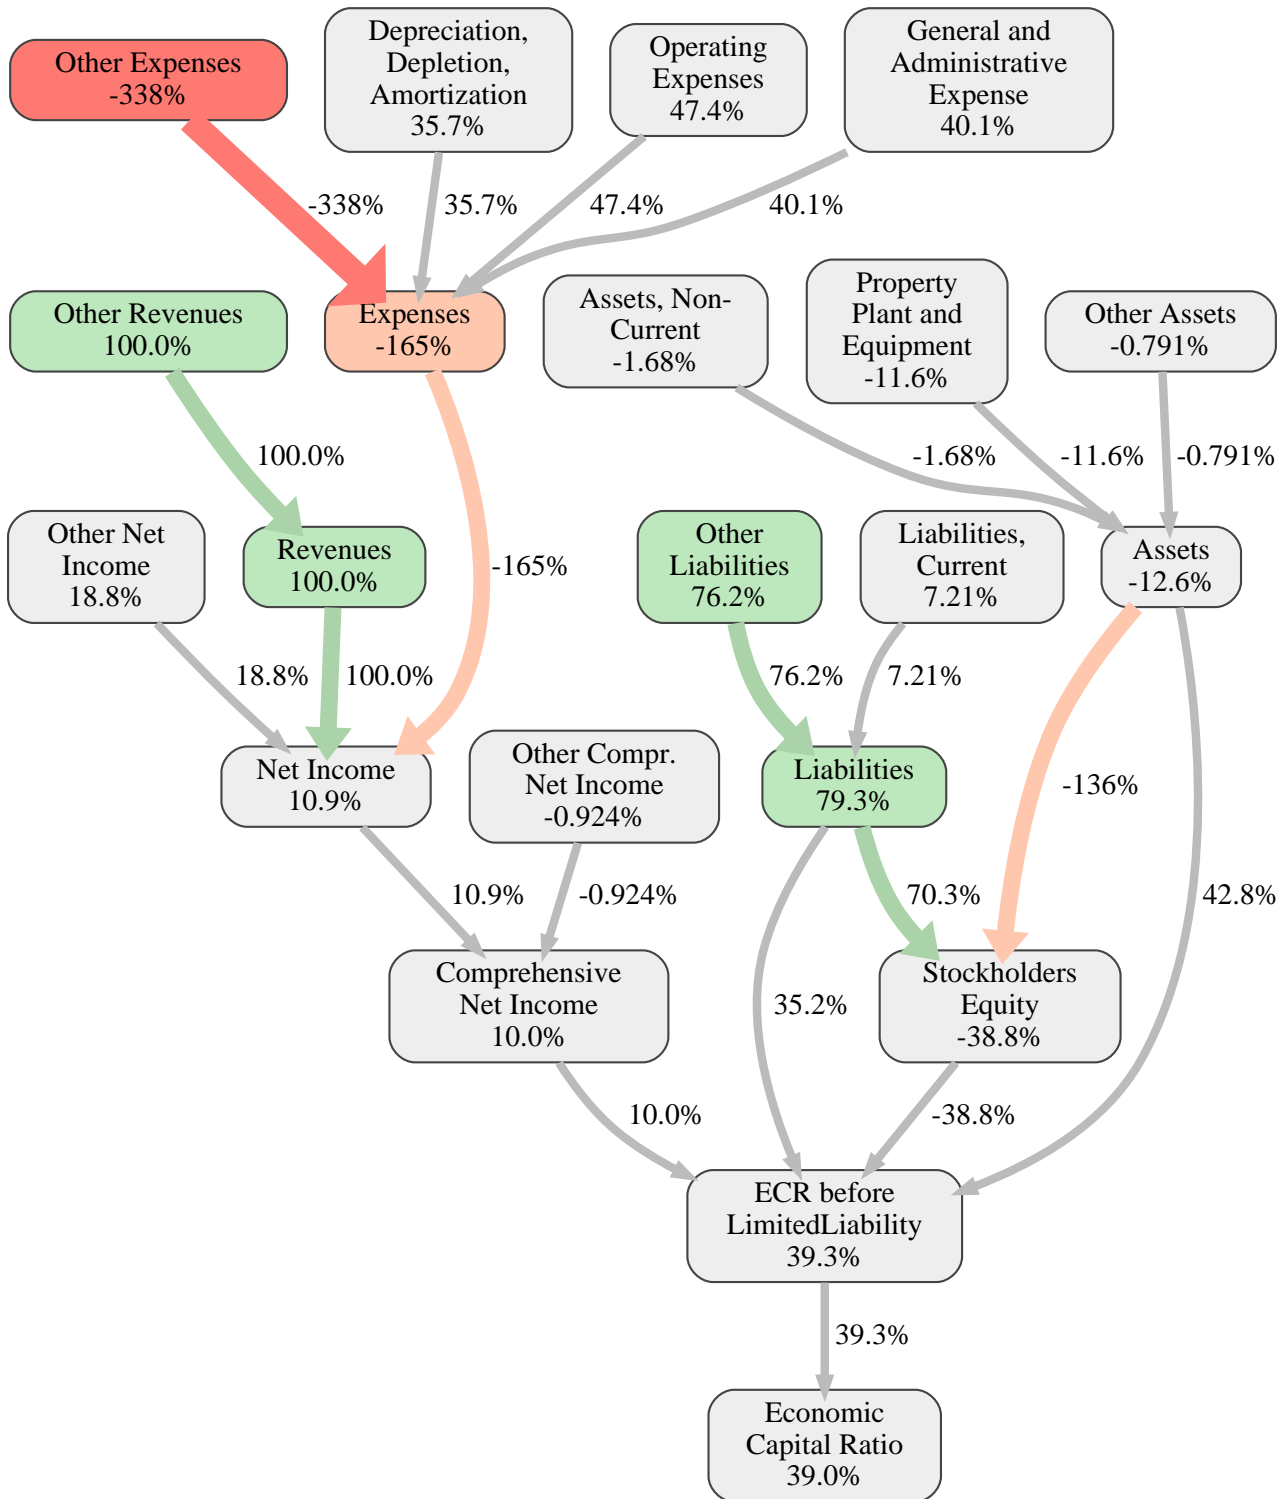 Other Expenses
-338%
Depreciation,
Depletion,
Amortization
35.7%
Operating
Expenses
47.4%
General and
Administrative
Expense
40.1%
-338%
35.7%
47.4%
40.1%
Other Revenues
100.0%
Expenses
-165%
Assets, Non-
Current
-1.68%
Property
Plant and
Equipment
-11.6%
Other Assets
-0.791%
100.0%
-1.68%
-11.6%
-0.791%
Other Net
Income
18.8%
Revenues
100.0%
-165%
Other
Liabilities
76.2%
Liabilities,
Current
7.21%
Assets
-12.6%
18.8%
100.0%
76.2%
7.21%
Net Income
10.9%
Other Compr.
Net Income
-0.924%
Liabilities
79.3%
-136%
10.9%
-0.924%
70.3%
42.8%
Comprehensive
Net Income
10.0%
35.2%
Stockholders
Equity
-38.8%
10.0%
-38.8%
ECR before
LimitedLiability
39.3%
39.3%
Economic
Capital Ratio
39.0%